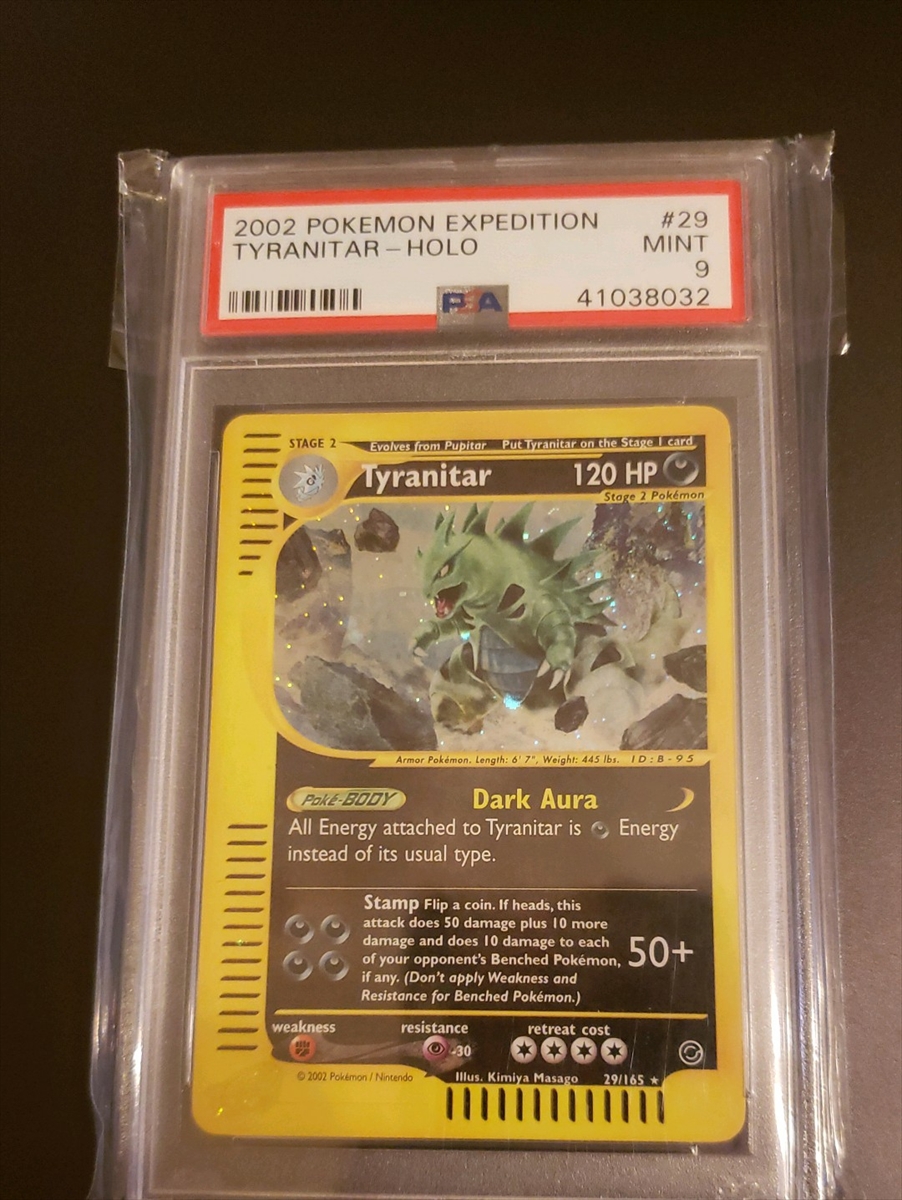 2002 POKEMON EXPEDITION #29
TYRANITAR - HOLO MINT
9
PSA 41038032
STAGE 2 Evolves from Pupitar Put Tyranitar on the Stage 1 card
Tyranitar 120 HP
Stage 2 Pokémon
Armor Pokémon. Length: 6' 7", Weight: 445 lbs. ID:B-95
Poké-BODY Dark Aura
All Energy attached to Tyranitar is Energy
instead of its usual type.
Stamp Flip a coin. If heads, this
attack does 50 damage plus 10 more
damage and does 10 damage to each
of your opponent's Benched Pokémon, 50+
if any. (Don't apply Weakness and
Resistance for Benched Pokémon.)
weakness resistance retreat cost
-30
© 2002 Pokémon / Nintendo Illus. Kimiya Masago 29/165 ★